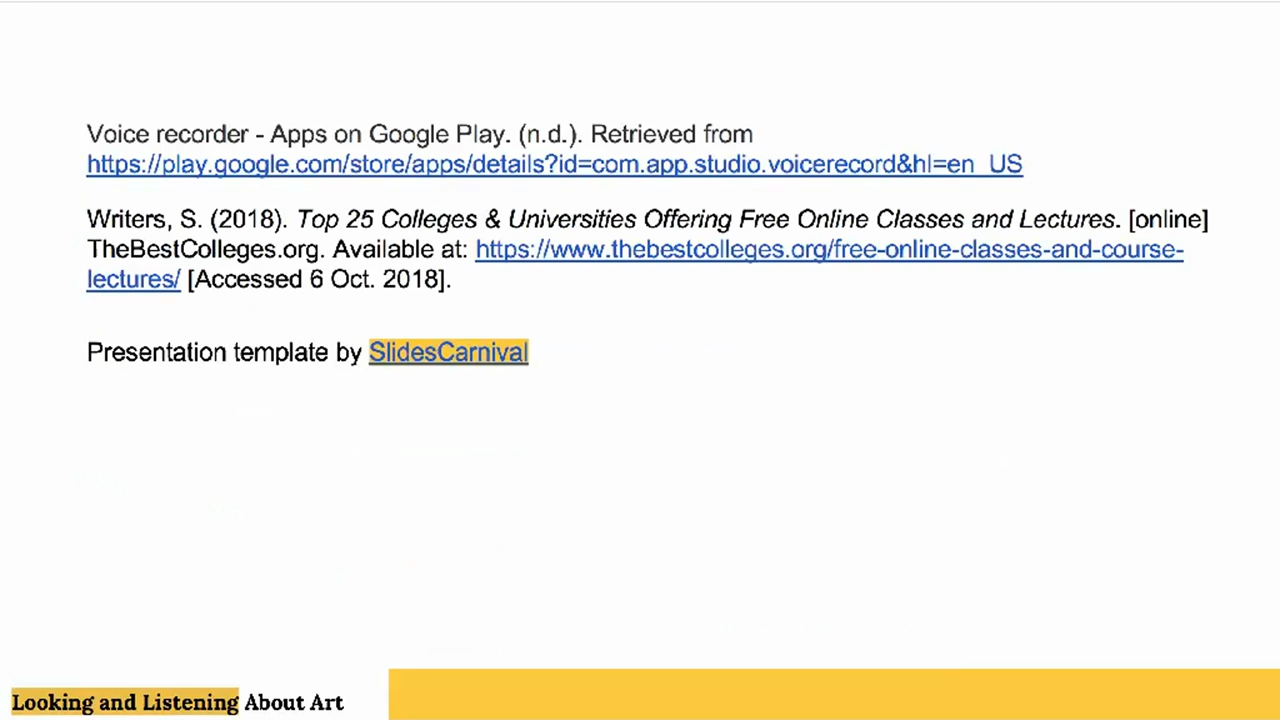 Voice recorder - Apps on Google Play. (n.d.). Retrieved from
https://play.google.com/store/apps/details?id=com.app.studio.voicerecord&hl=en_US
Writers, S. (2018). Top 25 Colleges & Universities Offering Free Online Classes and Lectures. [online]
TheBestColleges.org. Available at: https://www.thebestcolleges.org/free-online-classes-and-course-
lectures/ [Accessed 6 Oct. 2018].
Presentation template by SlidesCarnival
Looking and Listening About Art